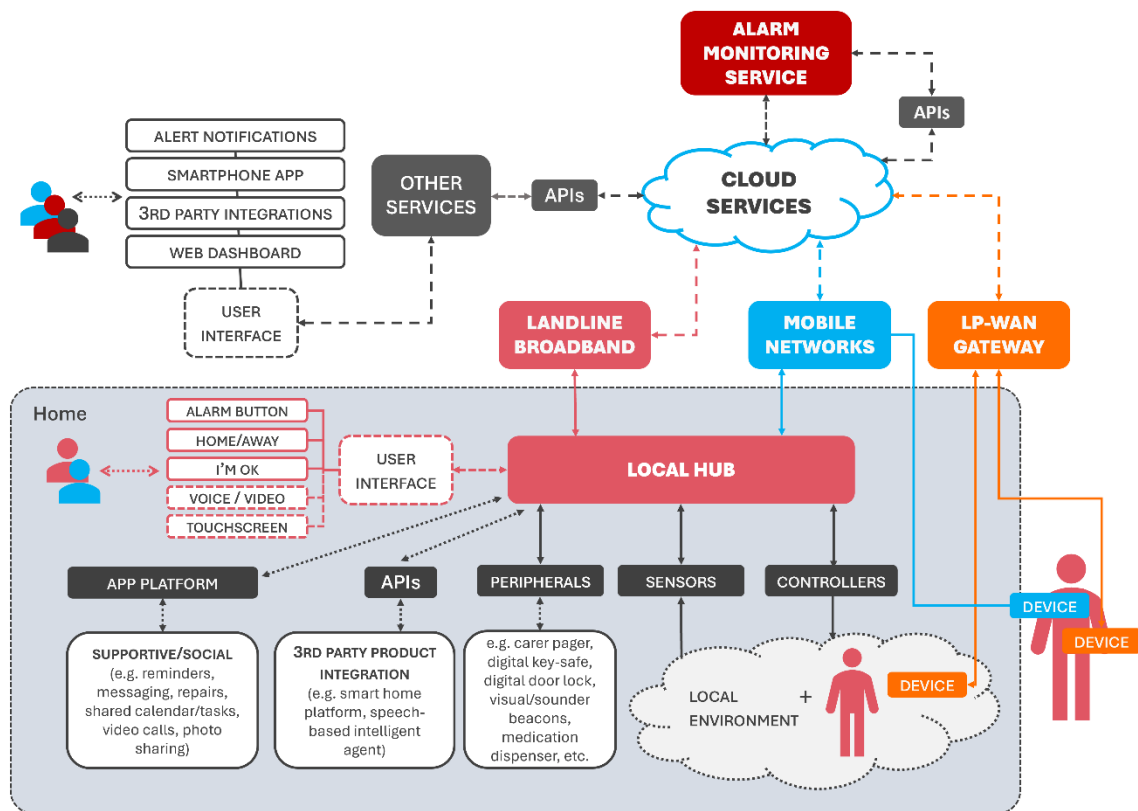 ALARM
MONITORING
SERVICE
APIs
ALERT NOTIFICATIONS
SMARTPHONE APP
3RD PARTY INTEGRATIONS
WEB DASHBOARD
USER
INTERFACE
OTHER
SERVICES
APIs
CLOUD
SERVICES
LANDLINE
BROADBAND
MOBILE
NETWORKS
LP-WAN
GATEWAY
Home
ALARM BUTTON
HOME/AWAY
I'M OK
VOICE / VIDEO
TOUCHSCREEN
USER
INTERFACE
LOCAL HUB
APP PLATFORM
APIs
PERIPHERALS
SENSORS
CONTROLLERS
SUPPORTIVE/SOCIAL
(e.g. reminders,
messaging, repairs,
shared calendar/tasks,
video calls, photo
sharing)
3RD PARTY PRODUCT
INTEGRATION
(e.g. smart home
platform, speech-
based intelligent
agent)
e.g. carer pager,
digital key-safe,
digital door lock,
visual/sounder
beacons,
medication
dispenser, etc.
LOCAL
ENVIRONMENT
+
DEVICE
DEVICE
DEVICE